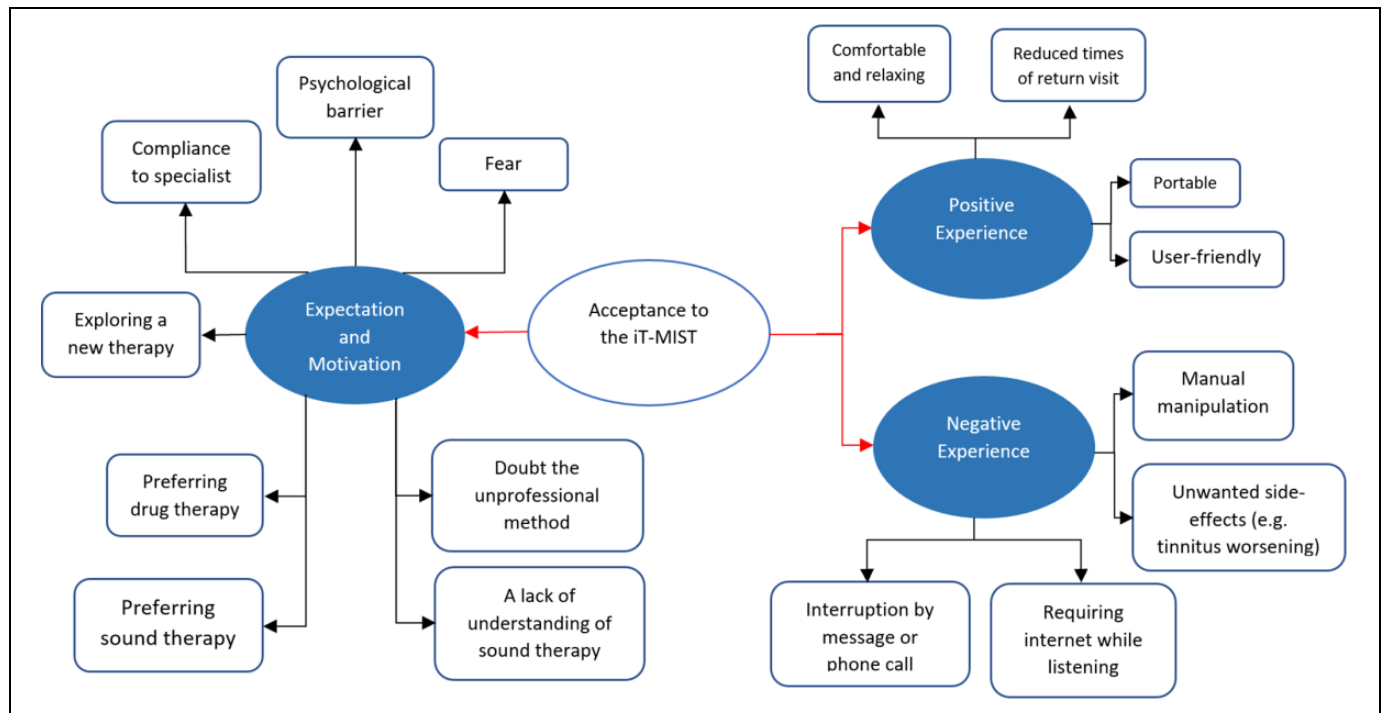 Psychological
barrier
Compliance
to specialist
Fear
Exploring a
new therapy
Expectation
and
Motivation
Preferring
drug therapy
Preferring
sound therapy
Doubt the
unprofessional
method
A lack of
understanding of
sound therapy
Acceptance to
the iT-MIST
Comfortable
and relaxing
Reduced times
of return visit
Positive
Experience
Portable
User-friendly
Negative
Experience
Manual
manipulation
Unwanted side-
effects (e.g.
tinnitus worsening)
Interruption by
message or
phone call
Requiring
internet while
listening